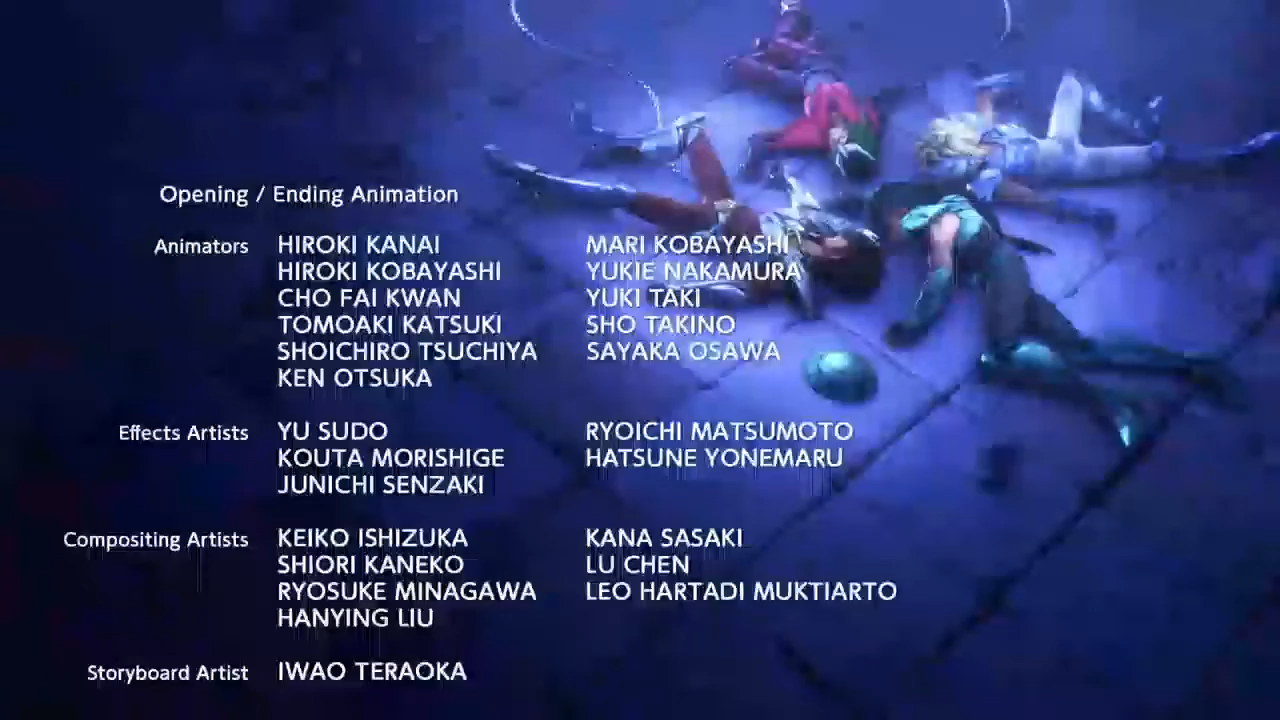 Opening / Ending Animation
Animators HIROKI KANAI MARI KOBAYASHI
HIROKI KOBAYASHI YUKIE NAKAMURA
CHO FAI KWAN YUKI TAKI
TOMOAKI KATSUKI SHO TAKINO
SHOICHIRO TSUCHIYA SAYAKA OSAWA
KEN OTSUKA
Effects Artists YU SUDO RYOICHI MATSUMOTO
KOUTA MORISHIGE HATSUNE YONEMARU
JUNICHI SENZAKI
Compositing Artists KEIKO ISHIZUKA KANA SASAKI
SHIORI KANEKO LU CHEN
RYOSUKE MINAGAWA LEO HARTADI MUKTIARTO
HANYING LIU
Storyboard Artist IWAO TERAOKA